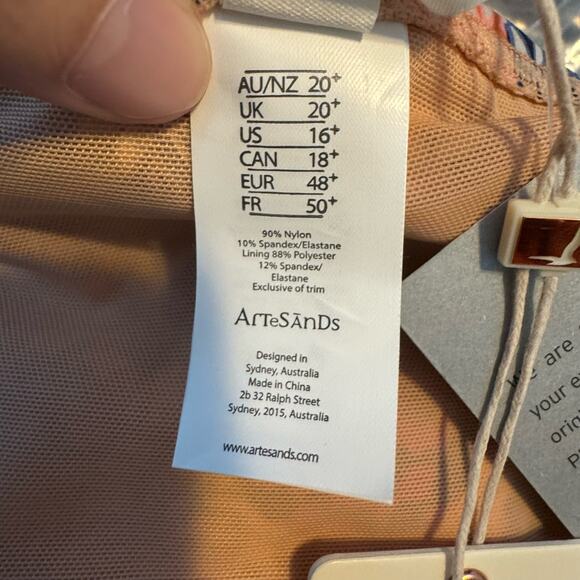 AU/NZ 20+
UK 20+
US 16+
CAN 18+
EUR 48+
FR 50+
90% Nylon
10% Spandex/Elastane
Lining 88% Polyester
12% Spandex/
Elastane
Exclusive of trim
ArTeSĀnDs
Designed in
Sydney, Australia
Made in China
2b 32 Ralph Street
Sydney, 2015, Australia
www.artesands.com
are
your